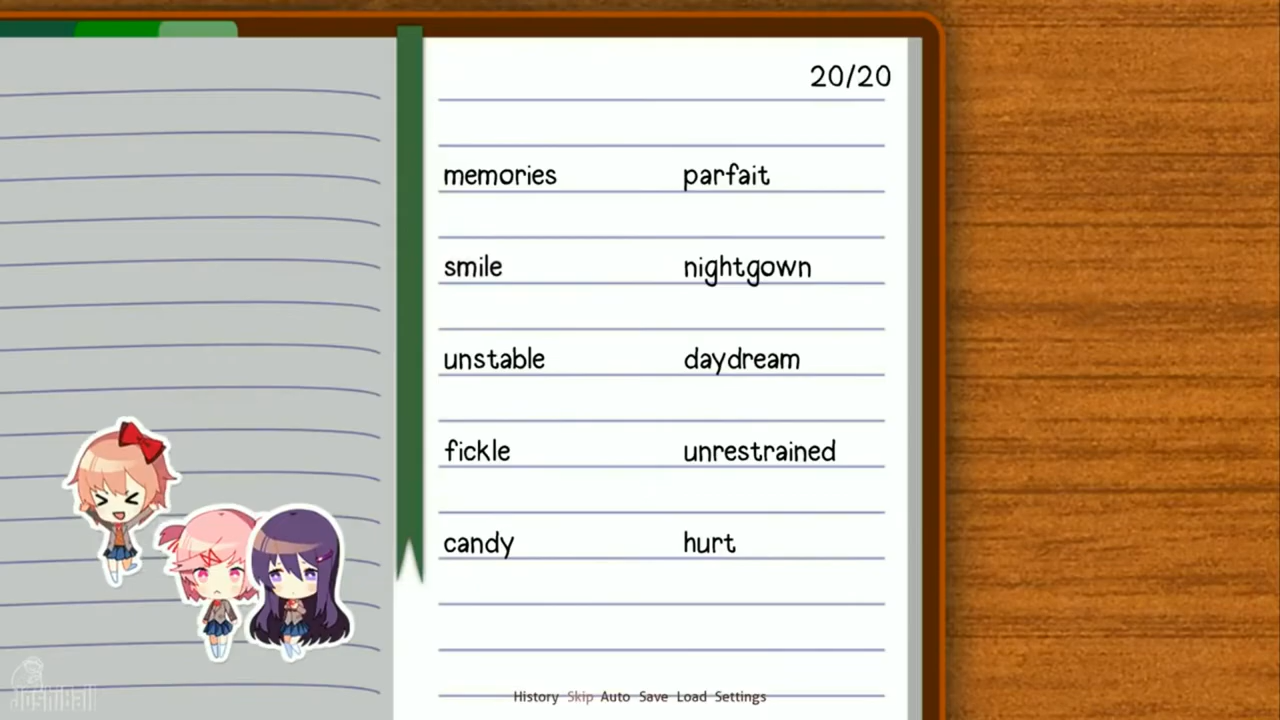 20/20
memories parfait
smile nightgown
unstable daydream
fickle unrestrained
candy hurt
History Skip Auto Save Load Settings